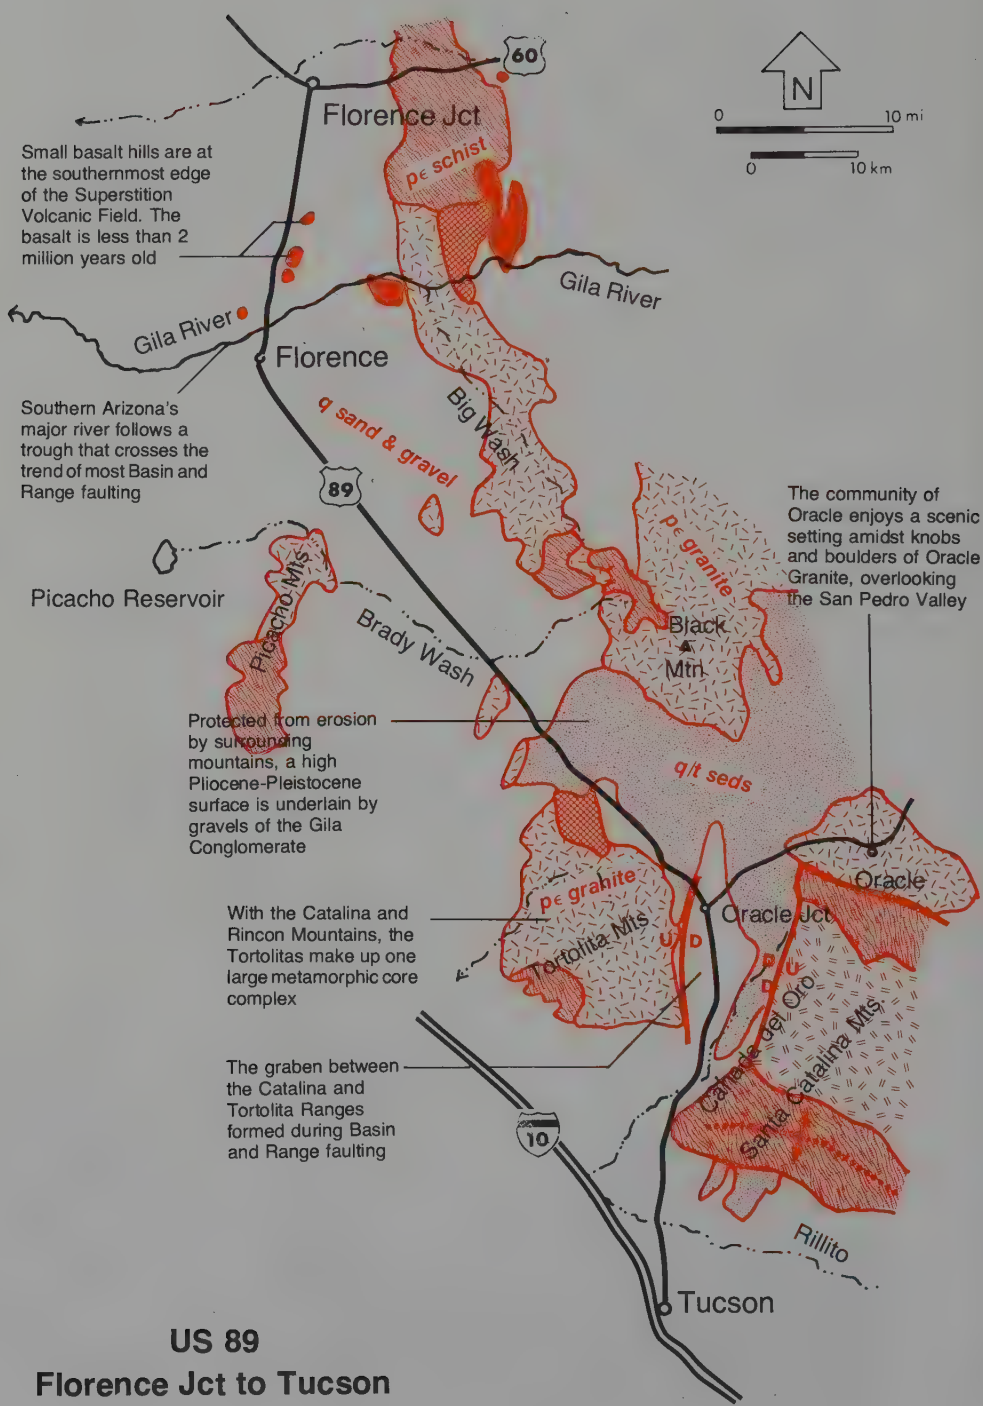 60
N
0 10 mi
0 10 km
Florence Jct
Small basalt hills are at
the southernmost edge
of the Superstition
Volcanic Field. The
basalt is less than 2
million years old
pϵ schist
Gila River
Gila River
Florence
Southern Arizona's
major river follows a
trough that crosses the
trend of most Basin and
Range faulting
q sand & gravel
Big Wash
89
The community of
Oracle enjoys a scenic
setting amidst knobs
and boulders of Oracle
Granite, overlooking
the San Pedro Valley
pϵ granite
Picacho Reservoir
Picacho Mts
Brady Wash
Black
Mtn
Protected from erosion
by surrounding
mountains, a high
Pliocene-Pleistocene
surface is underlain by
gravels of the Gila
Conglomerate
q/t seds
pϵ granite
Oracle
Oracle Jct
With the Catalina and
Rincon Mountains, the
Tortolitas make up one
large metamorphic core
complex
Tortolita Mts
U D
D U
D
Cañada del Oro
Santa Catalina Mts.
The graben between
the Catalina and
Tortolita Ranges
formed during Basin
and Range faulting
10
Rillito
Tucson
US 89
Florence Jct to Tucson